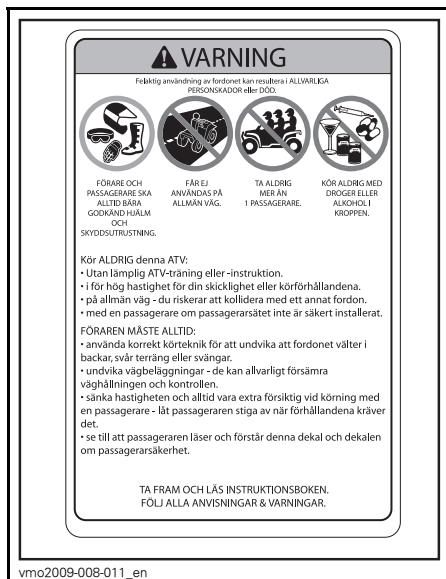 VARNING
Felaktig användning av fordonet kan resultera i ALLVARLIGA
PERSONSKADOR eller DÖD.
FÖRARE OCH
PASSAGERARE SKA
ALLTID BÄRA
GODKÄND HJÄLM
OCH
SKYDDSUTRUSTNING.
FÅR EJ
ANVÄNDAS PÅ
ALLMÄN VÄG.
TA ALDRIG
MER ÄN
1 PASSAGERARE.
KÖR ALDRIG MED
DROGER ELLER
ALKOHOL I
KROPPEN.
Kör ALDRIG denna ATV:
• Utan lämplig ATV-träning eller -instruktion.
• i för hög hastighet för din skicklighet eller körförhållandena.
• på allmän väg - du riskerar att kollidera med ett annat fordon.
• med en passagerare om passagerarsätet inte är säkert installerat.
FÖRAREN MÅSTE ALLTID:
• använda korrekt körteknik för att undvika att fordonet välter i
backar, svår terräng eller svängar.
• undvika vägbeläggningar - de kan allvarligt försämra
väghållningen och kontrollen.
• sänka hastigheten och alltid vara extra försiktig vid körning med
en passagerare - låt passageraren stiga av när förhållandena kräver
det.
• se till att passageraren läser och förstår denna dekal och dekalen
om passagerarsäkerhet.
TA FRAM OCH LÄS INSTRUKTIONSBOKEN.
FÖLJ ALLA ANVISNINGAR & VARNINGAR.
vmo2009-008-011_en